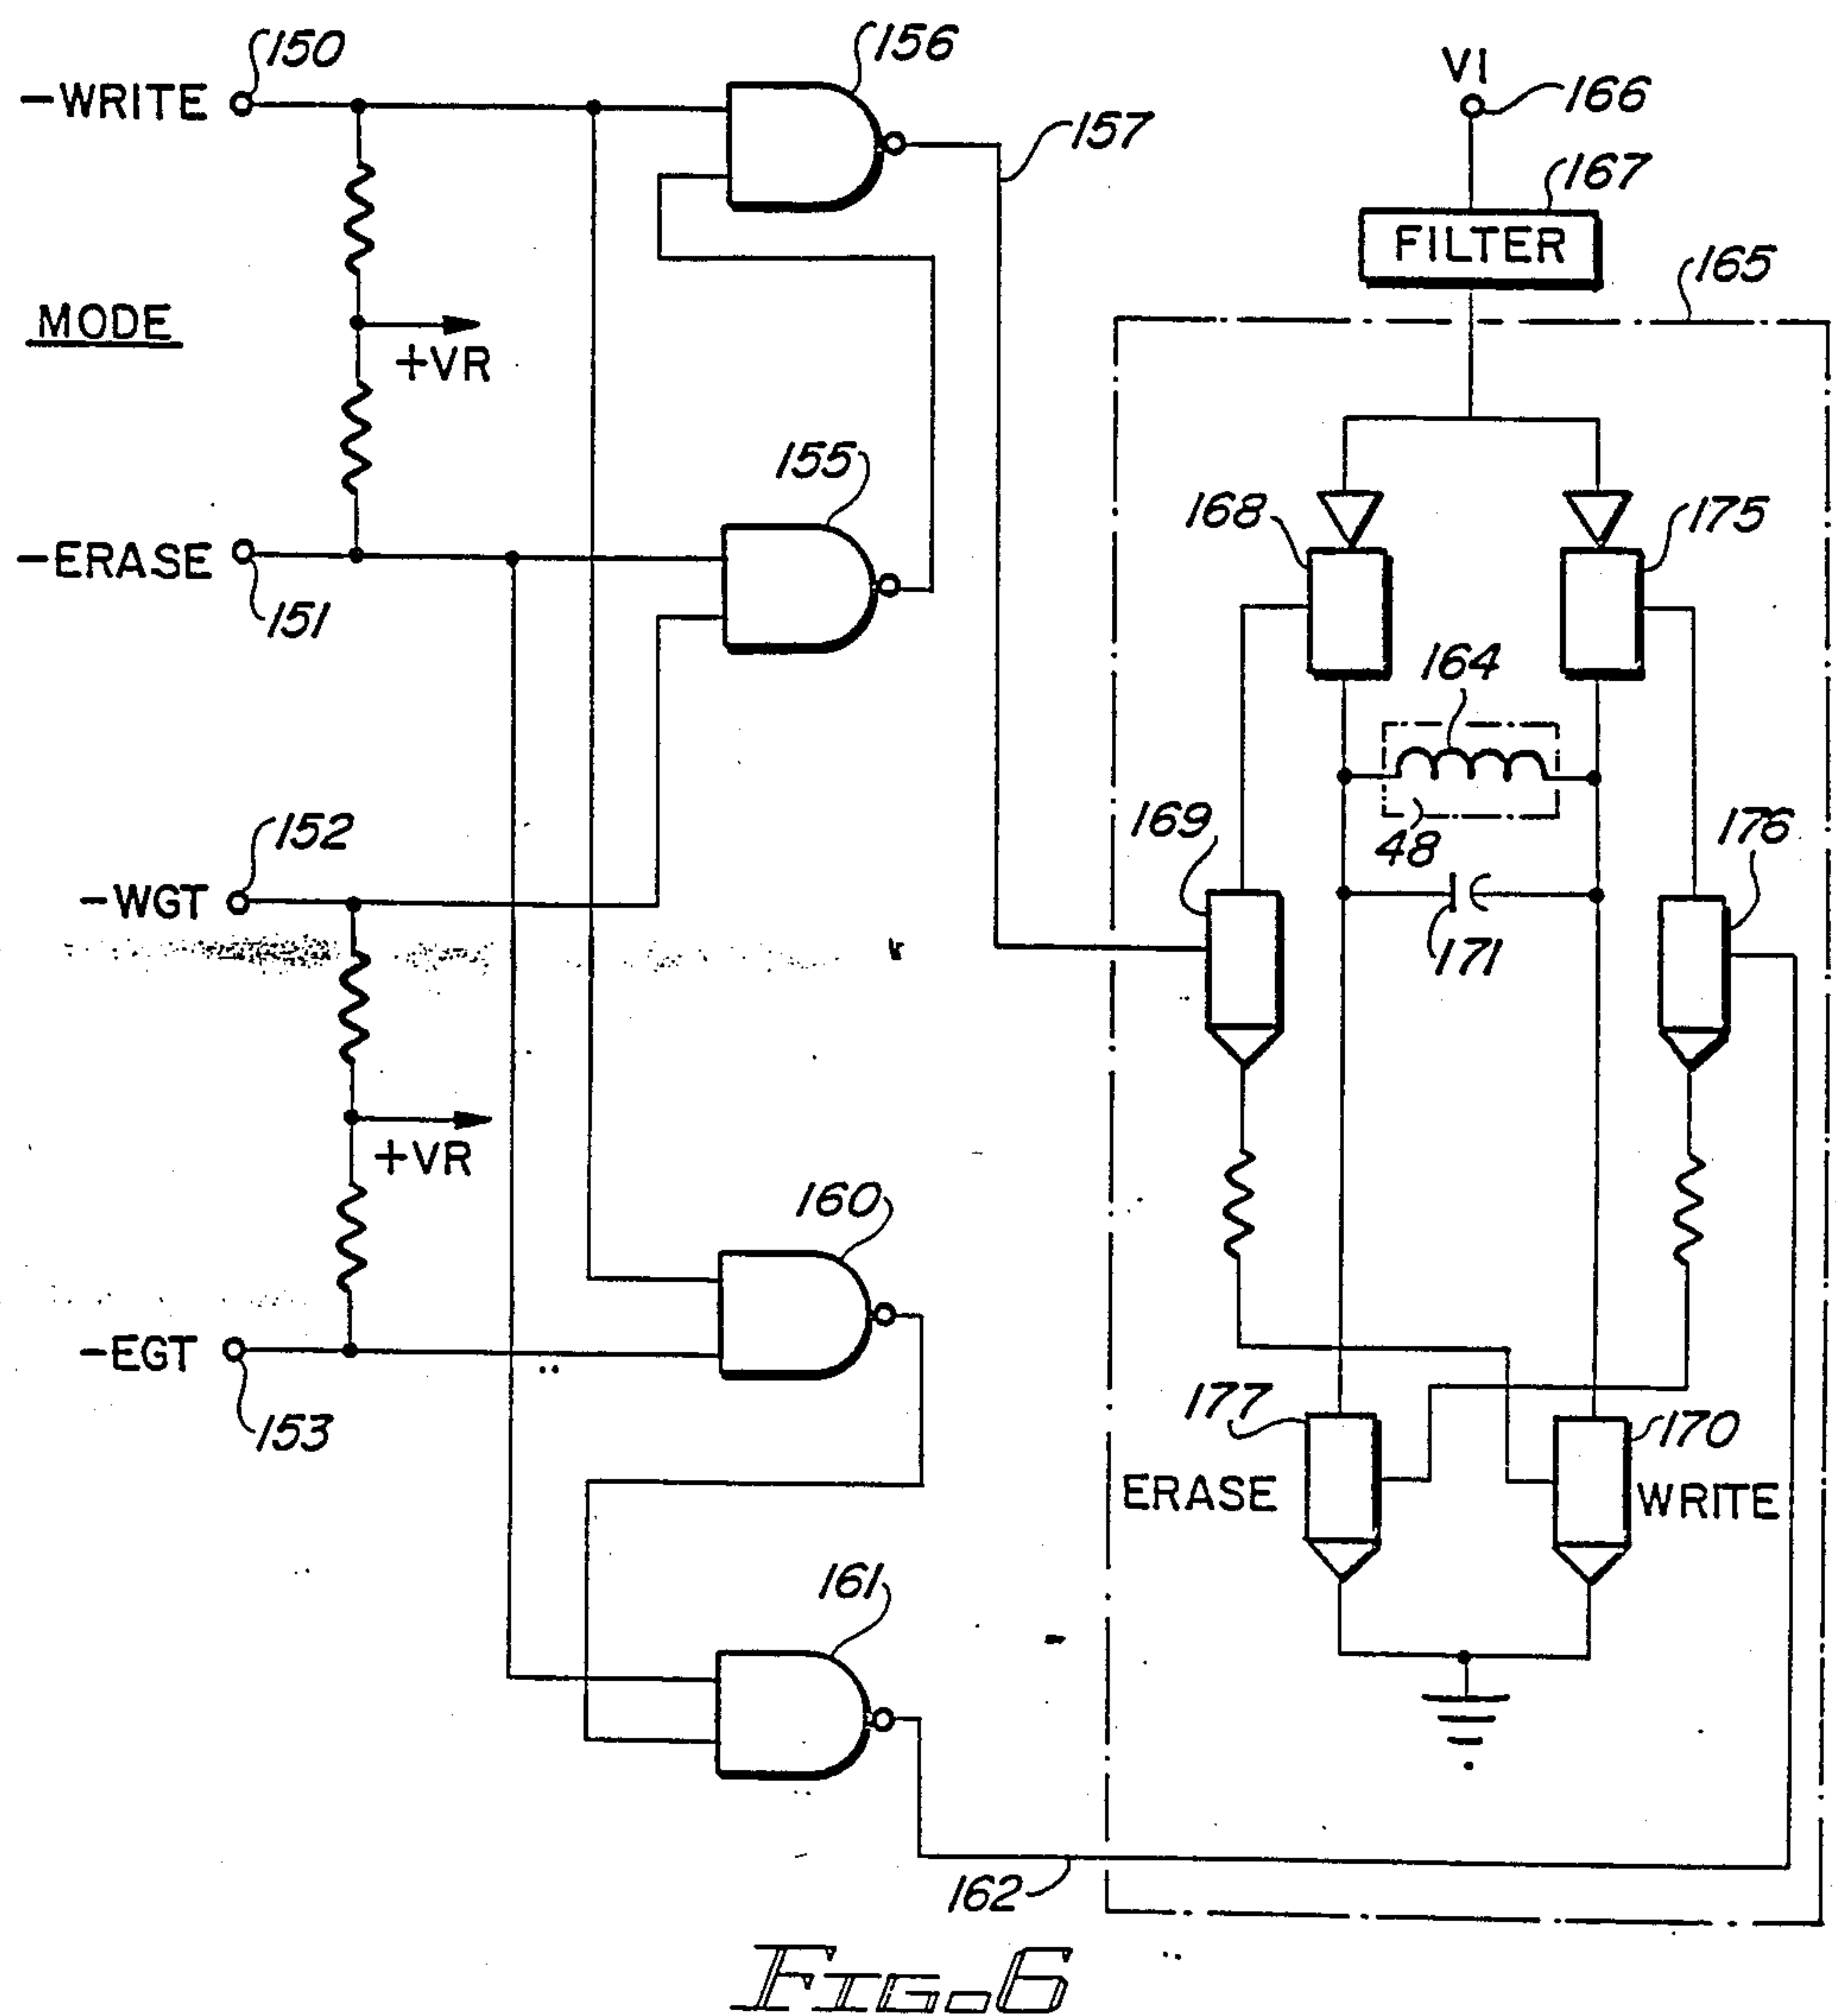 150
156
-WRITE
157
V1
166
167
FILTER
165
MODE
+VR
155
168
175
-ERASE
151
164
152
169
48
176
-WGT
171
+VR
160
-EGT
153
177
170
ERASE
WRITE
161
162
FIG-6